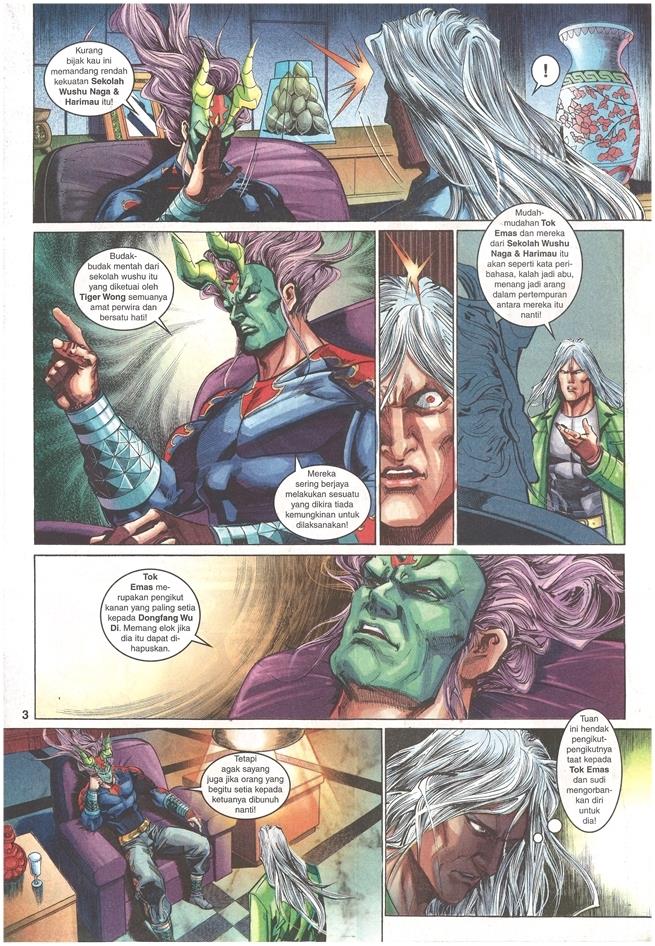 Kurang
bijak kau ini
memandang rendah
kekuatan Sekolah
Wushu Naga &
Harimau itu!
!
Budak-
budak mentah dari
sekolah wushu itu
yang diketuai oleh
Tiger Wong semuanya
amat perwira dan
bersatu hati!
Mereka
sering berjaya
melakukan sesuatu
yang dikira tiada
kemungkinan untuk
dilaksanakan!
Mudah-
mudahan Tok
Emas dan mereka
dari Sekolah Wushu
Naga & Harimau itu
akan seperti kata peri-
bahasa, kalah jadi abu,
menang jadi arang
dalam pertempuran
antara mereka itu
nanti!
Tok
Emas me-
rupakan pengikut
kanan yang paling setia
kepada Dongfang Wu
Di. Memang elok jika
dia itu dapat di-
hapuskan.
3
Tetapi
agak sayang
juga jika orang yang
begitu setia kepada
ketuanya dibunuh
nanti!
Tuan
ini hendak
pengikut-
pengikutnya
taat kepada
Tok Emas
dan sudi
mengorban-
kan diri
untuk
dia!